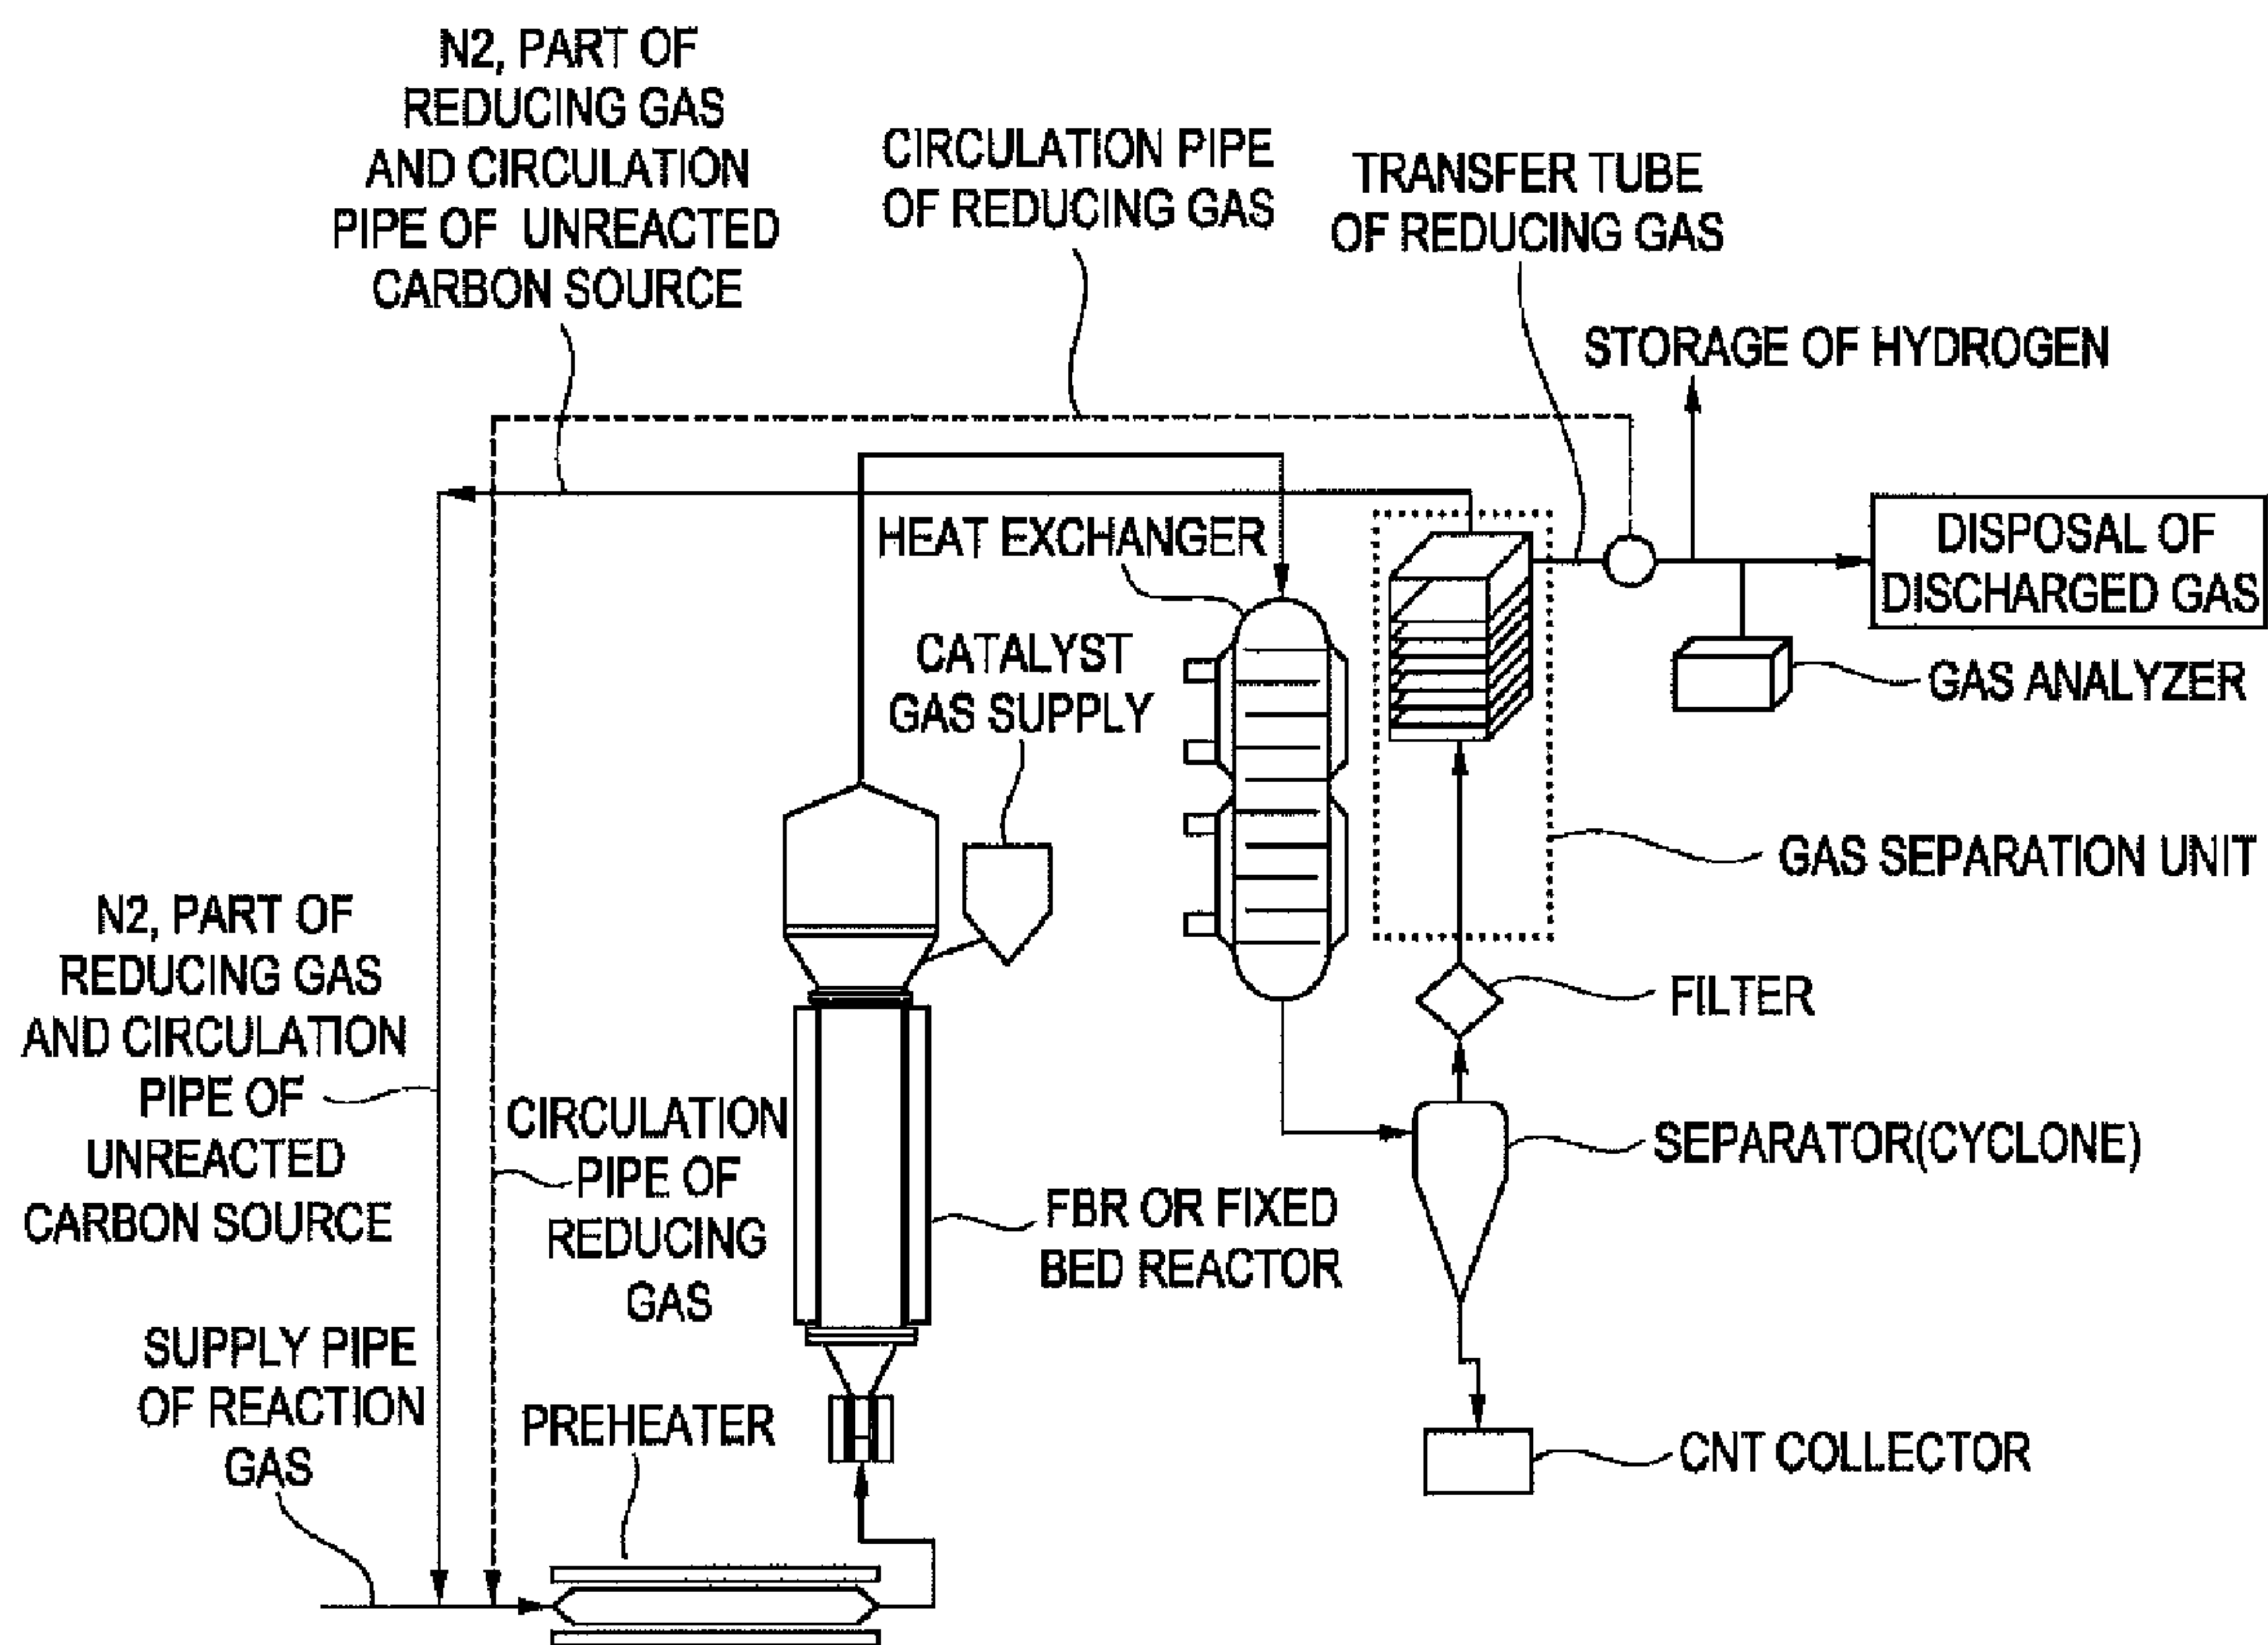 N2, PART OF
REDUCING GAS
AND CIRCULATION
PIPE OF UNREACTED
CARBON SOURCE
CIRCULATION PIPE
OF REDUCING GAS
TRANSFER TUBE
OF REDUCING GAS
STORAGE OF HYDROGEN
HEAT EXCHANGER
DISPOSAL OF
DISCHARGED GAS
CATALYST
GAS SUPPLY
GAS ANALYZER
GAS SEPARATION UNIT
N2, PART OF
REDUCING GAS
AND CIRCULATION
PIPE OF
UNREACTED
CARBON SOURCE
FILTER
CIRCULATION
PIPE OF
REDUCING
GAS
SEPARATOR(CYCLONE)
FBR OR FIXED
BED REACTOR
SUPPLY PIPE
OF REACTION
GAS
PREHEATER
CNT COLLECTOR